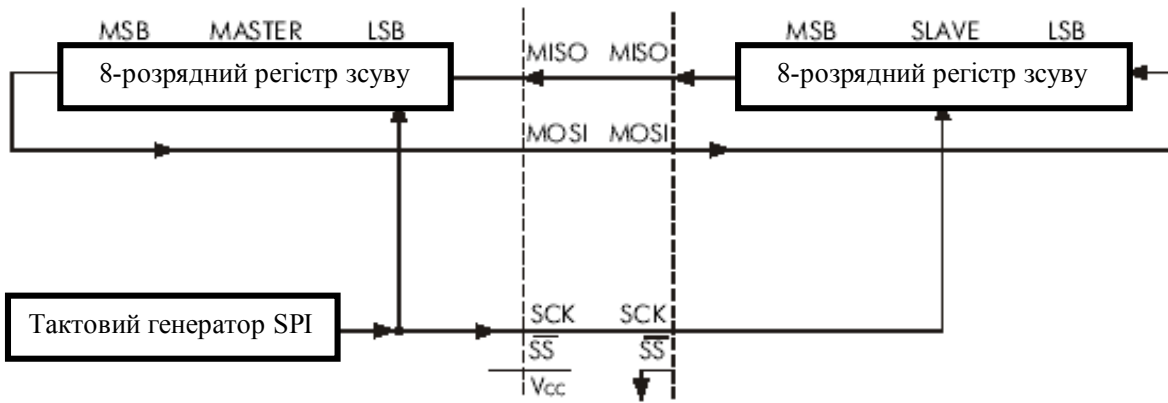 MSB MASTER LSB
8-розрядний регістр зсуву
MISO MISO
MSB SLAVE LSB
8-розрядний регістр зсуву
MOSI MOSI
Тактовий генератор SPI
SCK SCK
SS SS
Vcc